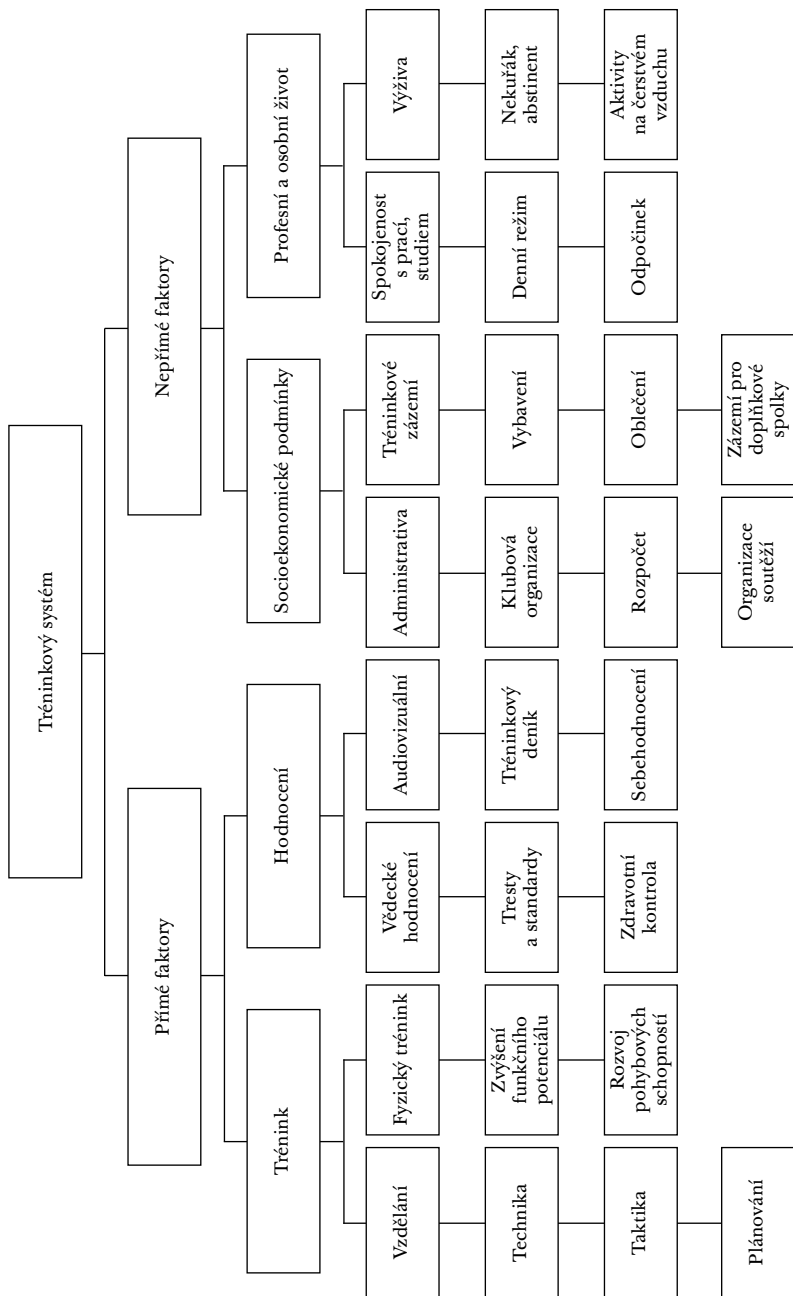 Tréninkový systém
Přímé faktory
Nepřímé faktory
Trénink
Hodnocení
Socioekonomické podmínky
Profesní a osobní život
Vzdělání
Fyzický trénink
Vědecké
hodnocení
Audiovizuální
Administrativa
Tréninkové
zázemí
Spokojenost
s prací,
studiem
Výživa
Technika
Zvýšení
funkčního
potenciálu
Tresty
a standardy
Tréninkový
deník
Klubová
organizace
Vybavení
Denní režim
Nekuřák,
abstinent
Taktika
Rozvoj
pohybových
schopností
Zdravotní
kontrola
Sebehodnocení
Rozpočet
Oblečení
Odpočinek
Aktivity
na čerstvém
vzduchu
Plánování
Organizace
soutěží
Zázemí pro
doplňkové
spolky